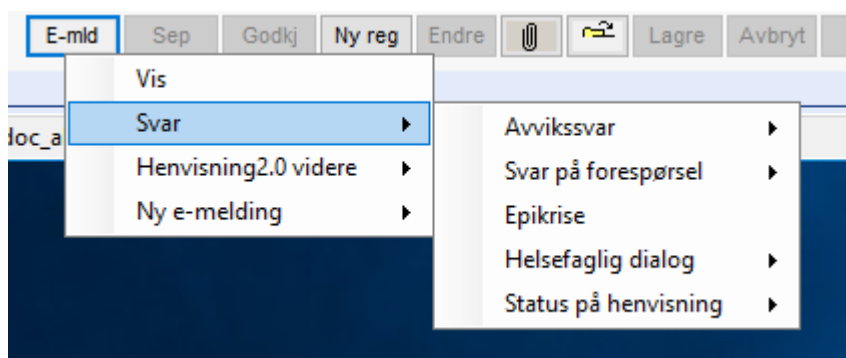 E-mld Sep Godkj Ny reg Endre Lagre Avbryt
Vis
Svar
Henvisning2.0 videre
Ny e-melding
doc_a
Avvikssvar
Svar på forespørsel
Epikrise
Helsefaglig dialog
Status på henvisning